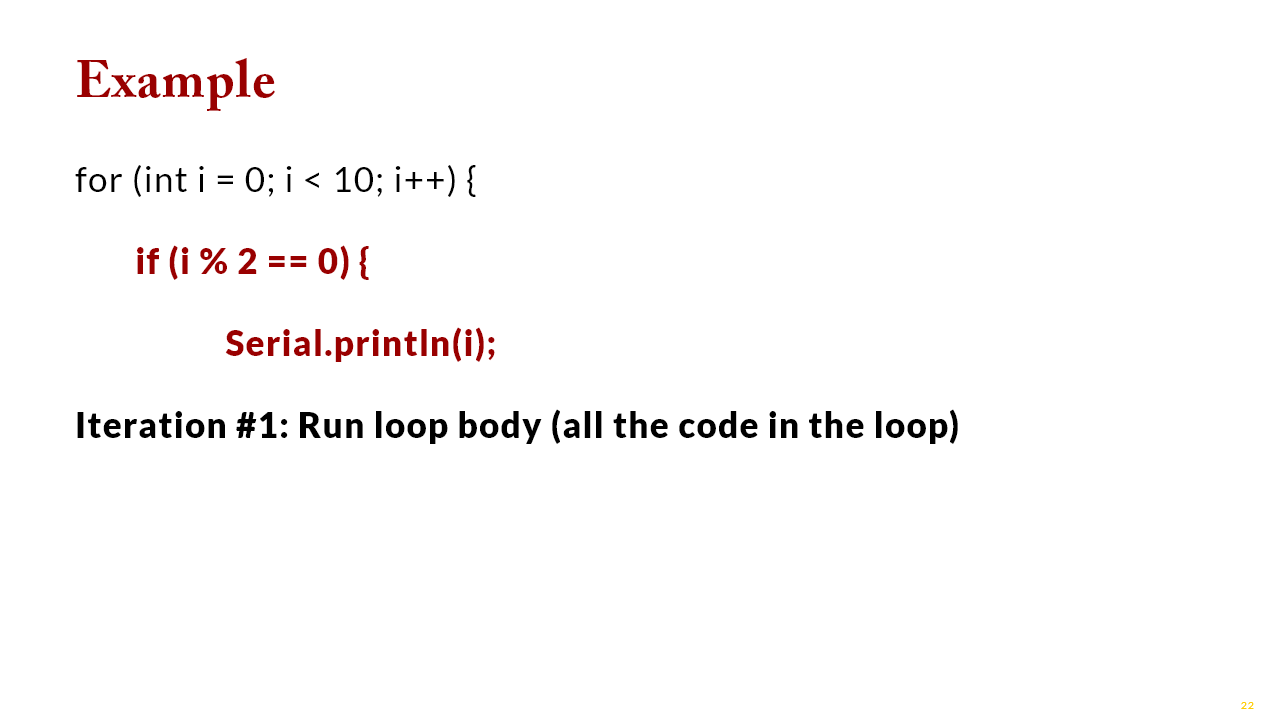 Example
for (int i = 0; i < 10; i++) {
if (i % 2 == 0) {
Serial.println(i);
Iteration #1: Run loop body (all the code in the loop)
22